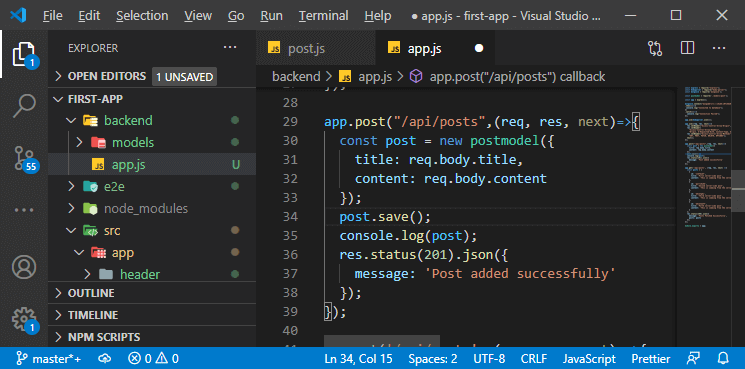 File Edit Selection View Go Run Terminal Help ● app.js - first-app - Visual Studio ...
EXPLORER ...
OPEN EDITORS 1 UNSAVED
FIRST-APP
backend
models
JS app.js U
e2e
node_modules
src
app
header
OUTLINE
TIMELINE
NPM SCRIPTS
1
55
1
JS post.js JS app.js ● ...
backend > JS app.js > app.post("/api/posts") callback
28
29 app.post("/api/posts",(req, res, next)=>{
30 const post = new postmodel({
31 title: req.body.title,
32 content: req.body.content
33 });
34 post.save();
35 console.log(post);
36 res.status(201).json({
37 message: 'Post added successfully'
38 });
39 });
40
master*+ 0 0 Ln 34, Col 15 Spaces: 2 UTF-8 CRLF JavaScript Prettier